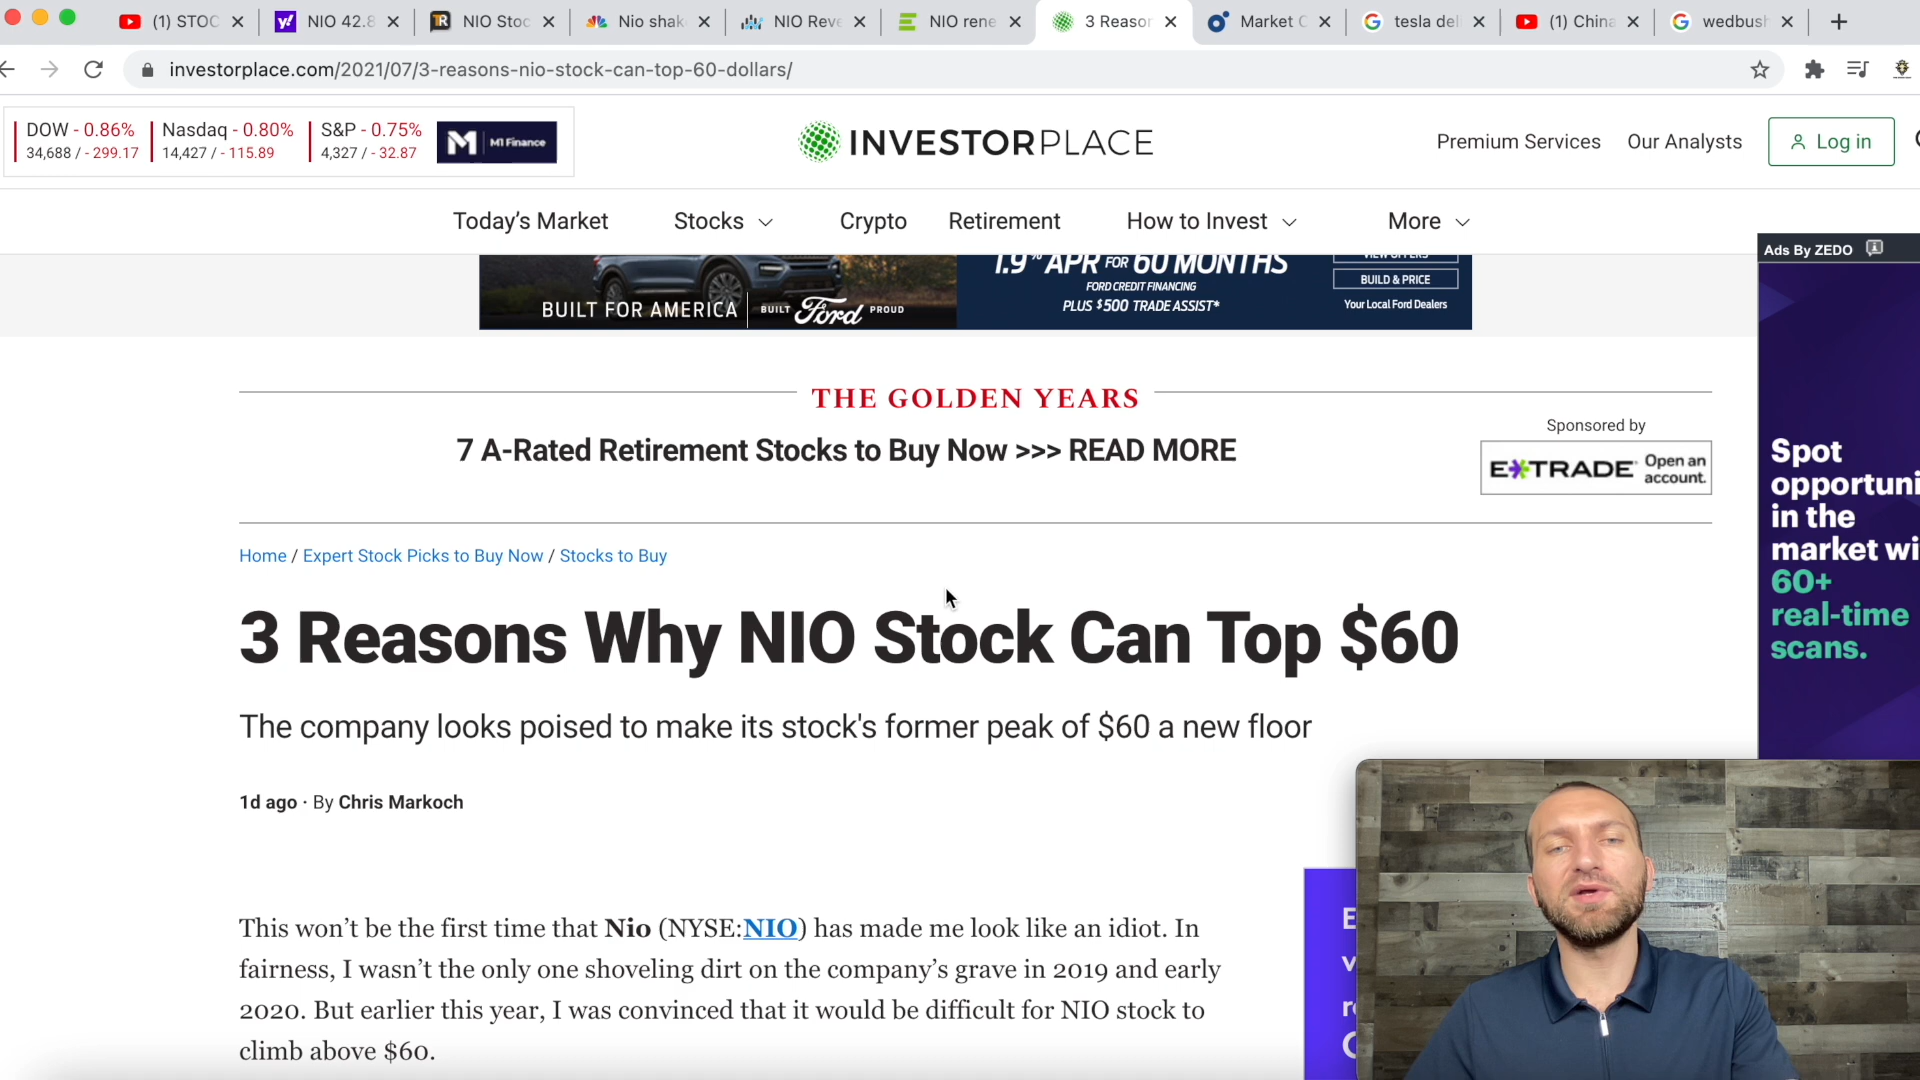 (1) STOC
NIO 42.8
NIO Stoc
Nio shak
NIO Reve
NIO rene
3 Reasor
Market C
tesla del
(1) China
wedbush
investorplace.com/2021/07/3-reasons-nio-stock-can-top-60-dollars/
DOW - 0.86%
34,688 / - 299.17
Nasdaq - 0.80%
14,427 / - 115.89
S&P - 0.75%
4,327 / - 32.87
M1 Finance
INVESTORPLACE
Premium Services
Our Analysts
Log in
Today's Market
Stocks
Crypto
Retirement
How to Invest
More
BUILT FOR AMERICA
BUILT Ford PROUD
1.9% APR FOR 60 MONTHS
FORD CREDIT FINANCING
PLUS $500 TRADE ASSIST*
VIEW OFFERS
BUILD & PRICE
Your Local Ford Dealers
Ads By ZEDO
THE GOLDEN YEARS
7 A-Rated Retirement Stocks to Buy Now >>> READ MORE
Sponsored by
E*TRADE Open an
account.
Spot
opportuni
in the
market wi
60+
real-time
scans.
Home / Expert Stock Picks to Buy Now / Stocks to Buy
3 Reasons Why NIO Stock Can Top $60
The company looks poised to make its stock's former peak of $60 a new floor
1d ago · By Chris Markoch
This won't be the first time that Nio (NYSE:NIO) has made me look like an idiot. In
fairness, I wasn't the only one shoveling dirt on the company's grave in 2019 and early
2020. But earlier this year, I was convinced that it would be difficult for NIO stock to
climb above $60.